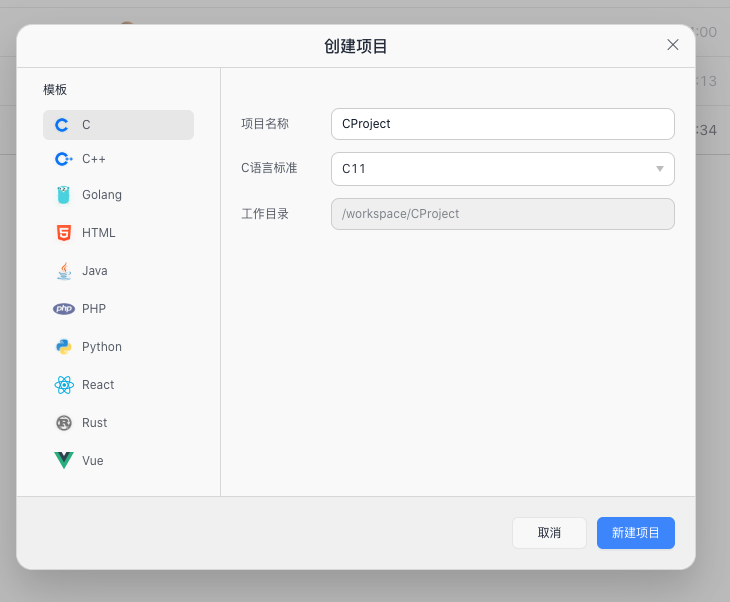 创建项目
:00
:13
:34
模板
C
C++
Golang
HTML
Java
php PHP
Python
React
Rust
Vue
项目名称 CProject
C语言标准 C11
工作目录 /workspace/CProject
取消 新建项目